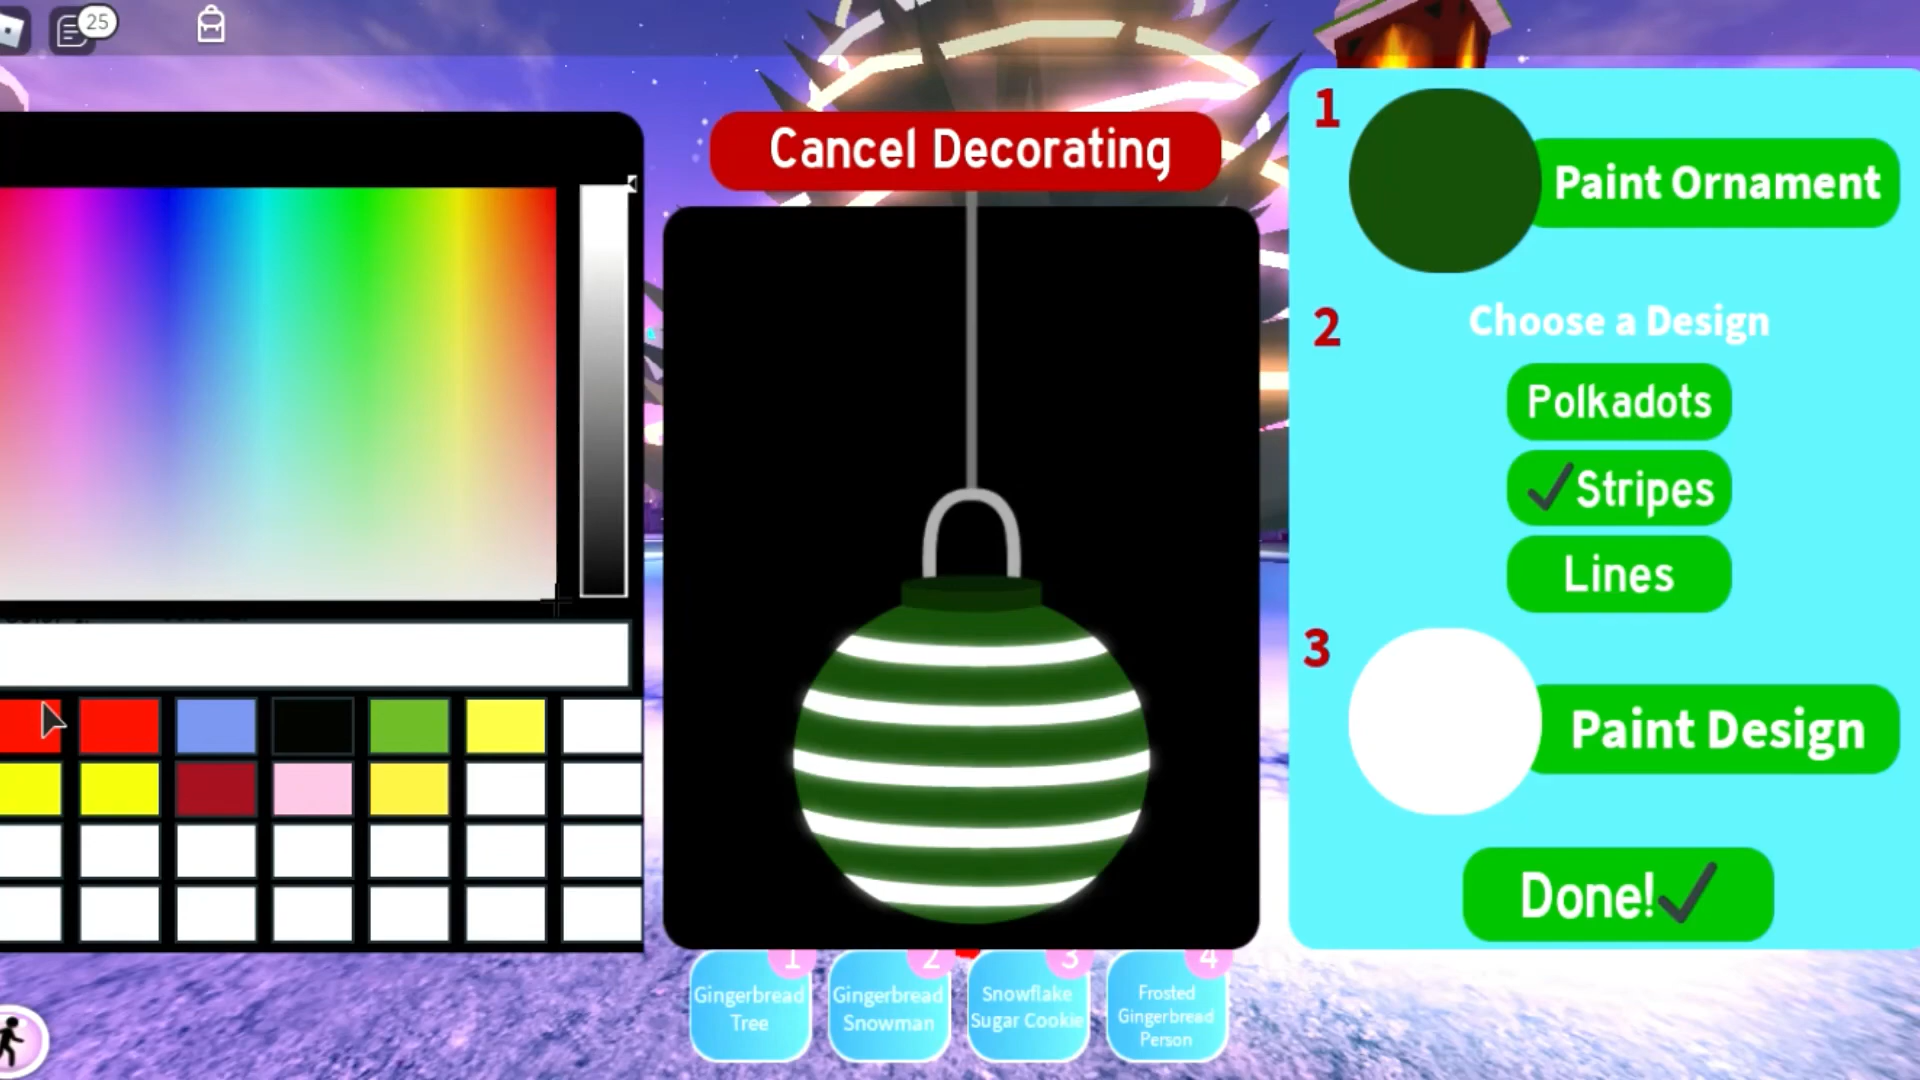 25
Cancel Decorating
1
Paint Ornament
2
Choose a Design
Polkadots
✓Stripes
Lines
3
Paint Design
Done!✓
1
Gingerbread
Tree
2
Gingerbread
Snowman
3
Snowflake
Sugar Cookie
4
Frosted
Gingerbread
Person